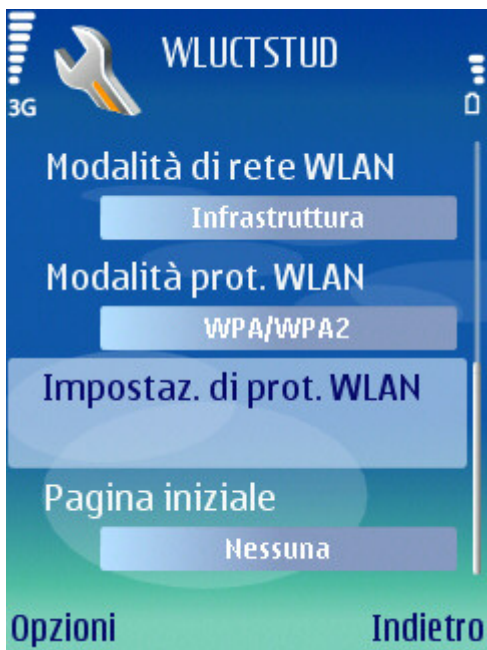 WLUCTSTUD
3G
Modalità di rete WLAN
Infrastruttura
Modalità prot. WLAN
WPA/WPA2
Impostaz. di prot. WLAN
Pagina iniziale
Nessuna
Opzioni Indietro